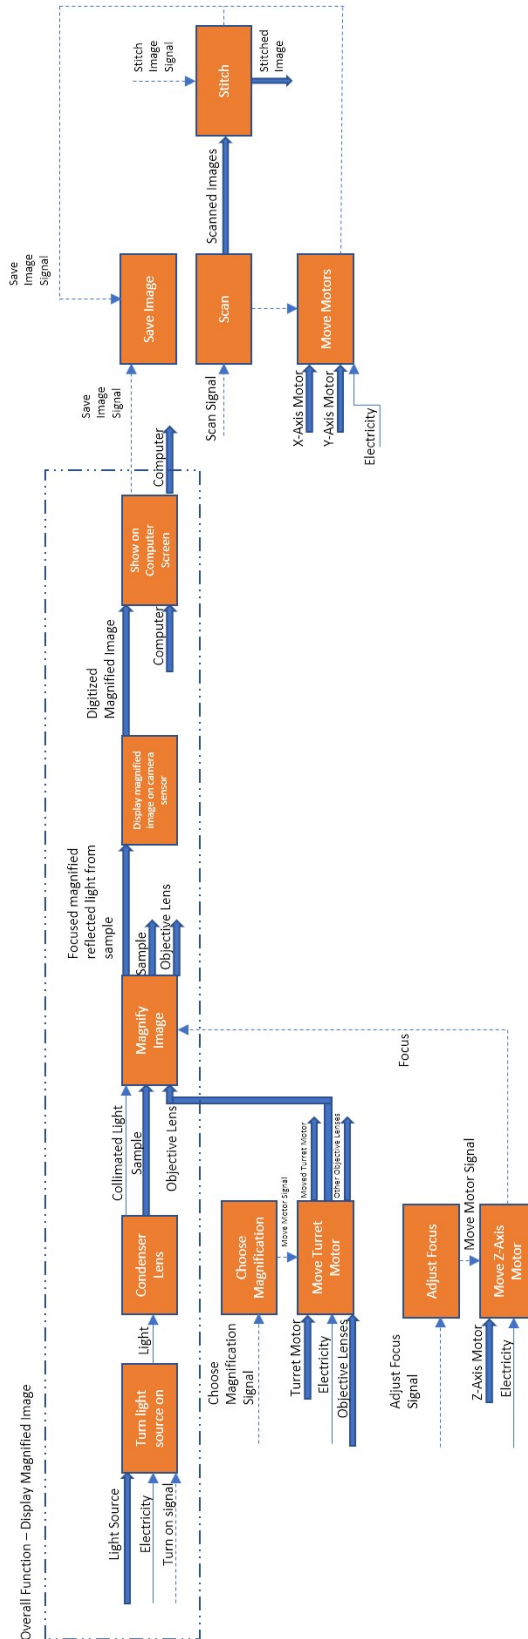 Overall Function – Display Magnified Image
Light Source
Electricity
Turn on signal
Turn light
source on
Light
Condenser
Lens
Collimated Light
Sample
Objective Lens
Magnify
Image
Focused magnified
reflected light from
sample
Sample
Objective Lens
Display magnified
image on camera
sensor
Digitized
Magnified Image
Computer
Show on
Computer
Screen
Computer
Save
Image
Signal
Save Image
Save
Image
Signal
Choose
Magnification
Signal
Choose
Magnification
Move Motor Signal
Turret Motor
Electricity
Objective Lenses
Move Turret
Motor
Moved Turret Motor
Other Objective Lenses
Adjust Focus
Signal
Adjust Focus
Move Motor Signal
Z-Axis Motor
Electricity
Move Z-Axis
Motor
Focus
Scan Signal
Scan
Scanned Images
Stitch
Image
Signal
Stitch
Stitched
Image
X-Axis Motor
Y-Axis Motor
Electricity
Move Motors